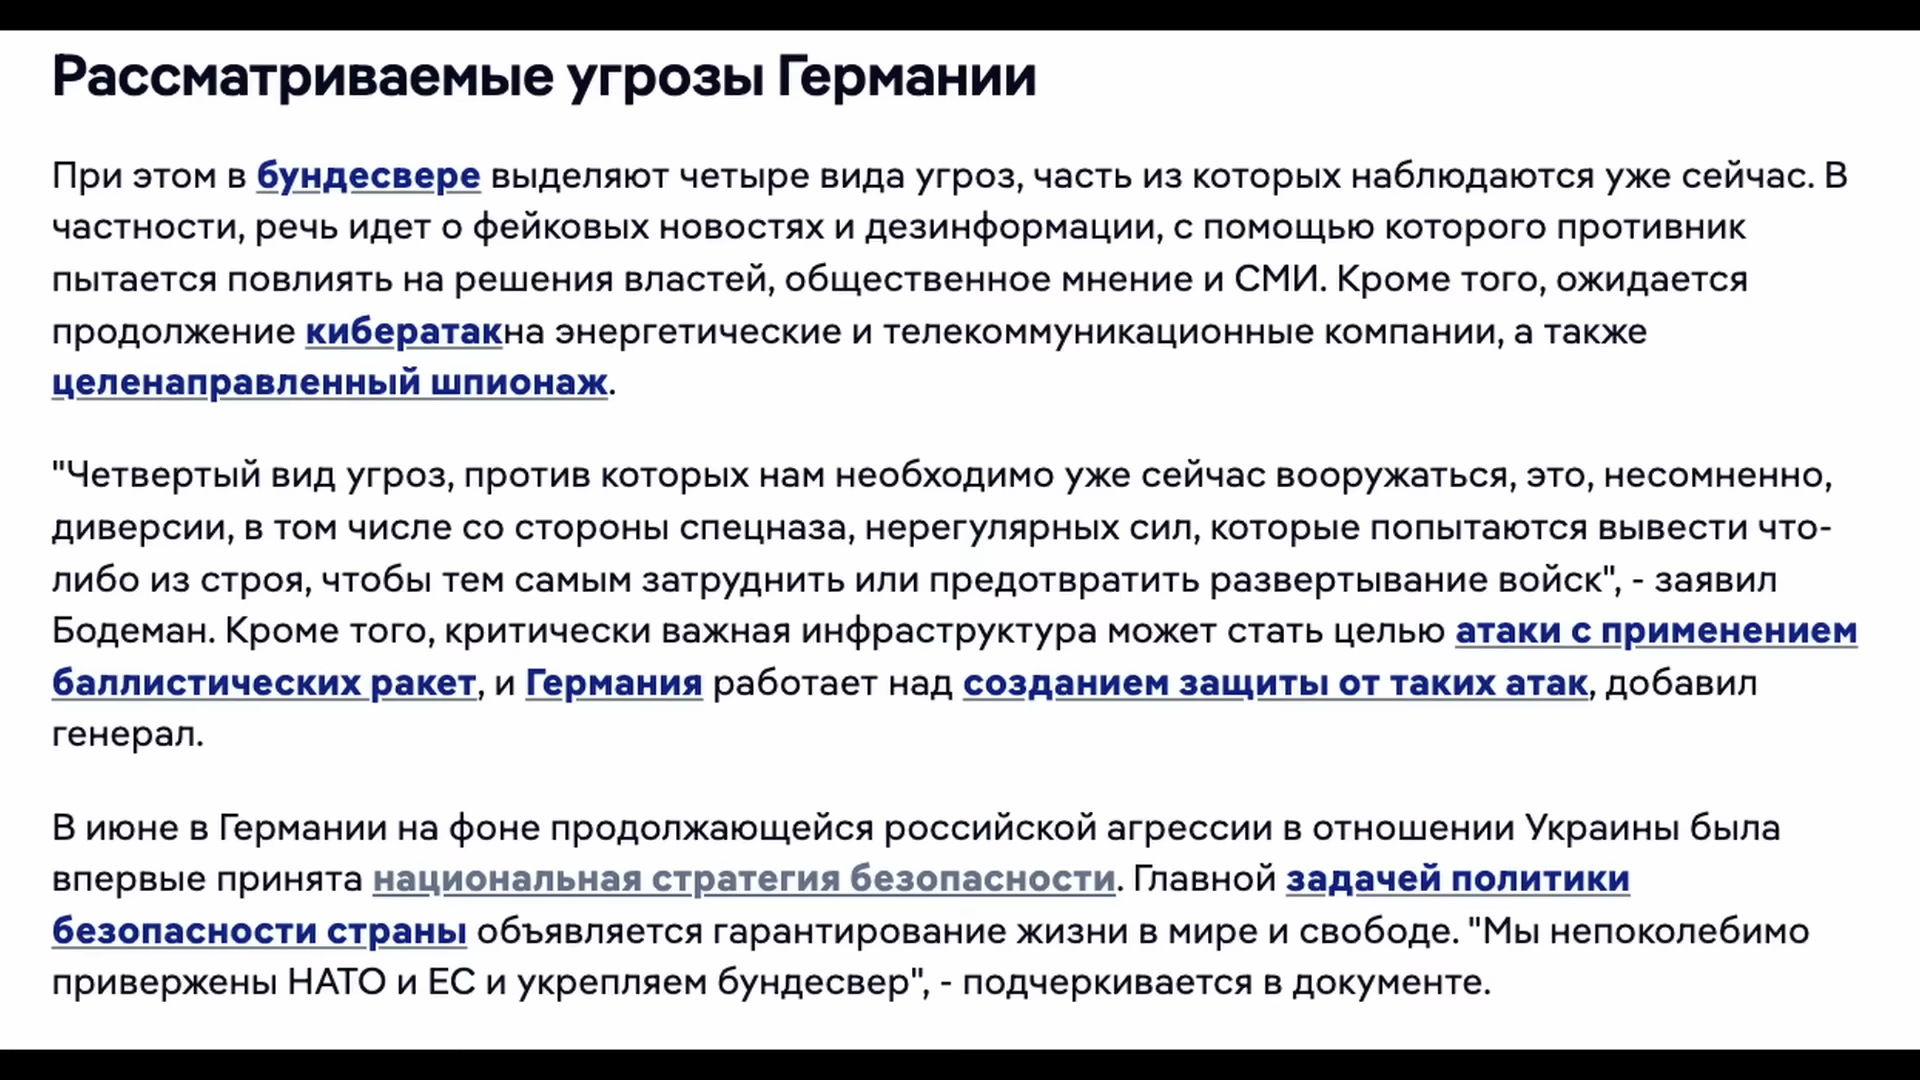 Рассматриваемые угрозы Германии
При этом в бундесвере выделяют четыре вида угроз, часть из которых наблюдаются уже сейчас. В
частности, речь идет о фейковых новостях и дезинформации, с помощью которого противник
пытается повлиять на решения властей, общественное мнение и СМИ. Кроме того, ожидается
продолжение кибератакна энергетические и телекоммуникационные компании, а также
целенаправленный шпионаж.
"Четвертый вид угроз, против которых нам необходимо уже сейчас вооружаться, это, несомненно,
диверсии, в том числе со стороны спецназа, нерегулярных сил, которые попытаются вывести что-
либо из строя, чтобы тем самым затруднить или предотвратить развертывание войск", - заявил
Бодеман. Кроме того, критически важная инфраструктура может стать целью атаки с применением
баллистических ракет, и Германия работает над созданием защиты от таких атак, добавил
генерал.
В июне в Германии на фоне продолжающейся российской агрессии в отношении Украины была
впервые принята национальная стратегия безопасности. Главной задачей политики
безопасности страны объявляется гарантирование жизни в мире и свободе. "Мы непоколебимо
привержены НАТО и ЕС и укрепляем бундесвер", - подчеркивается в документе.